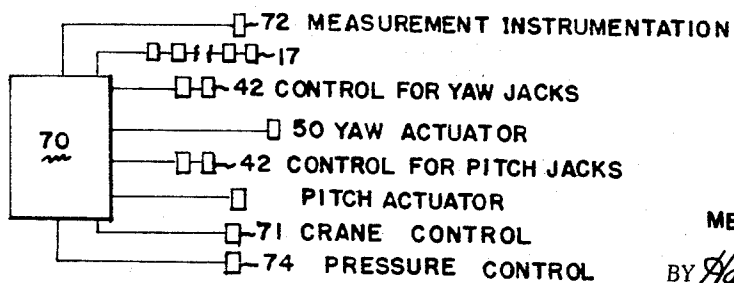 72 MEASUREMENT INSTRUMENTATION
17
42 CONTROL FOR YAW JACKS
70
50 YAW ACTUATOR
42 CONTROL FOR PITCH JACKS
PITCH ACTUATOR
71 CRANE CONTROL
74 PRESSURE CONTROL
BY